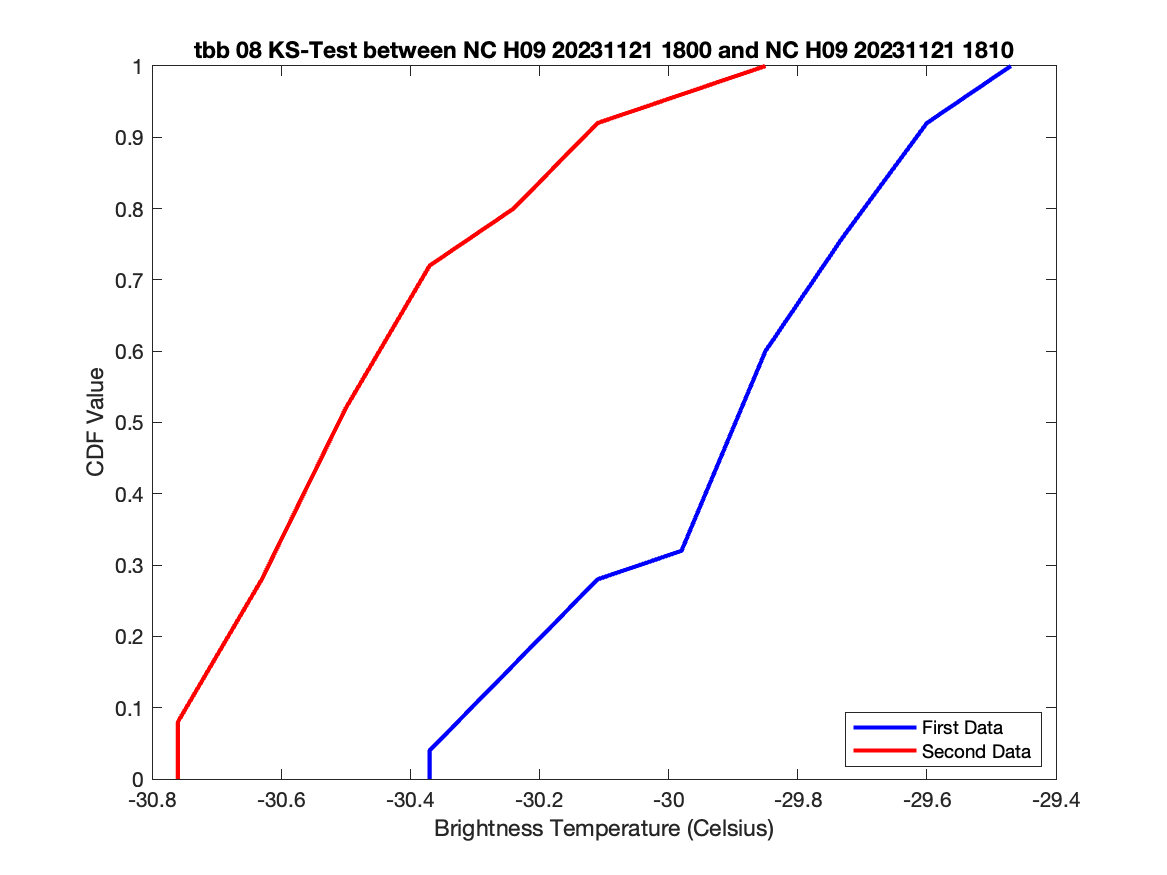 tbb 08 KS-Test between NC H09 20231121 1800 and NC H09 20231121 1810
1
0.9
0.8
0.7
0.6
0.5
0.4
0.3
0.2
0.1
0
CDF Value
First Data
Second Data
-30.8 -30.6 -30.4 -30.2 -30 -29.8 -29.6 -29.4
Brightness Temperature (Celsius)